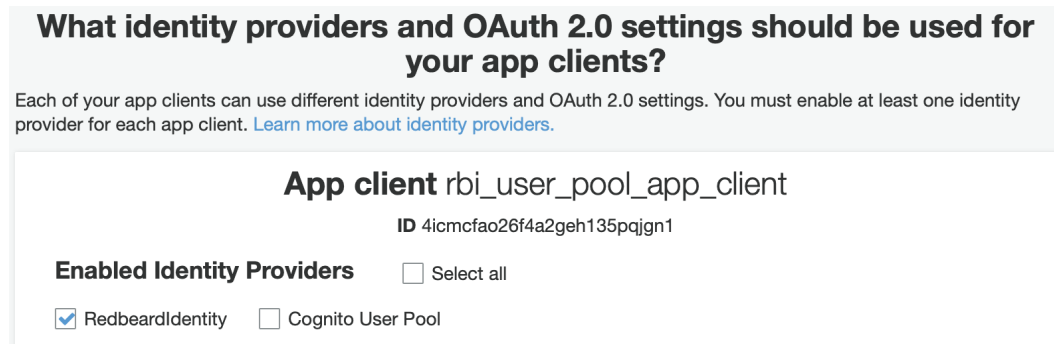 What identity providers and OAuth 2.0 settings should be used for
your app clients?
Each of your app clients can use different identity providers and OAuth 2.0 settings. You must enable at least one identity
provider for each app client. Learn more about identity providers.
App client rbi_user_pool_app_client
ID 4icmcfao26f4a2geh135pqjgn1
Enabled Identity Providers Select all
RedbeardIdentity Cognito User Pool